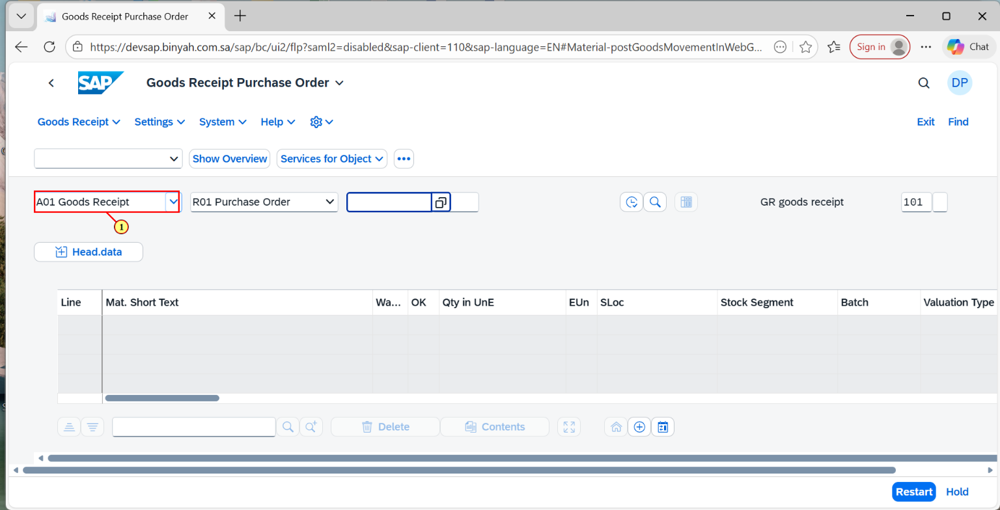 Goods Receipt Purchase Order
https://devsap.binyah.com.sa/sap/bc/ui2/flp?saml2=disabled&sap-client=110&sap-language=EN#Material-postGoodsMovementInWebG...
Sign in
Chat
SAP
Goods Receipt Purchase Order
DP
Goods Receipt
Settings
System
Help
Exit
Find
Show Overview
Services for Object
A01 Goods Receipt
R01 Purchase Order
GR goods receipt
101
1
Head.data
Line
Mat. Short Text
Wa...
OK
Qty in UnE
EUn
SLoc
Stock Segment
Batch
Valuation Type
Delete
Contents
Restart
Hold